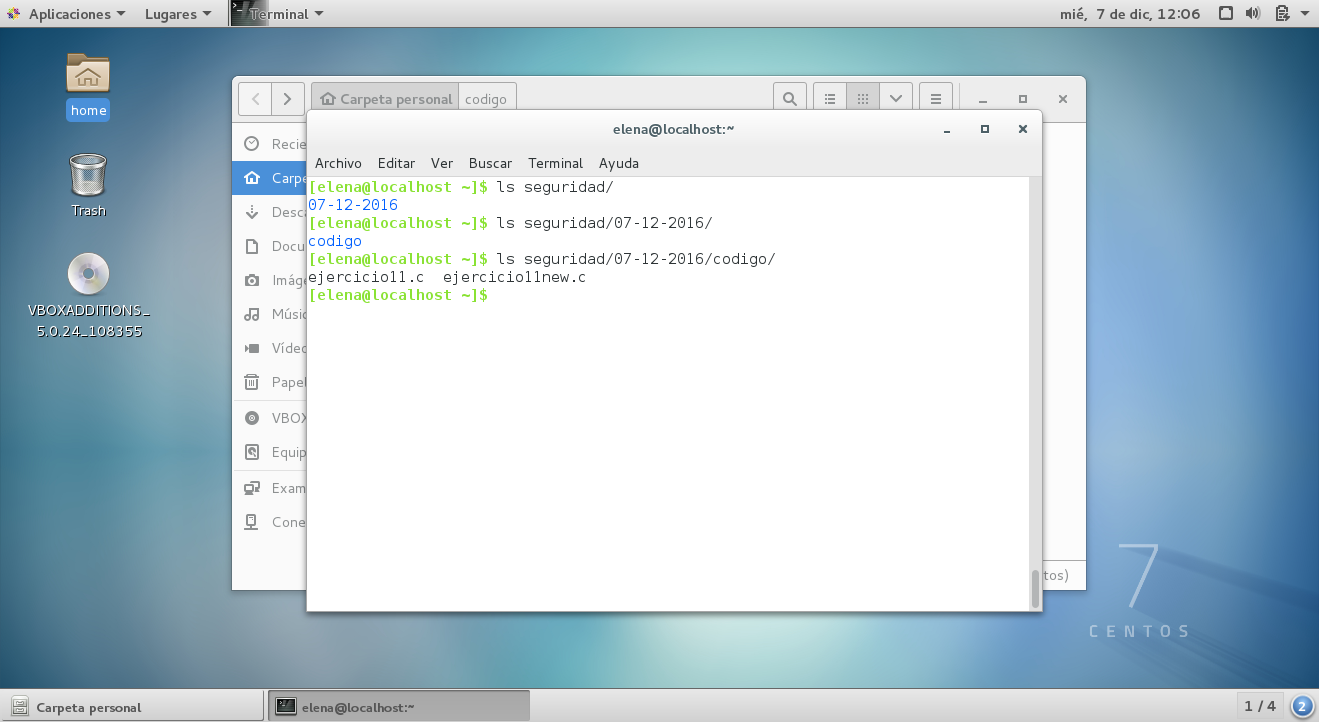 Aplicaciones Lugares Terminal mié, 7 de dic, 12:06
home
Trash
VBOXADDITIONS_
5.0.24_108355
Carpeta personal codigo
elena@localhost:~
Archivo Editar Ver Buscar Terminal Ayuda
[elena@localhost ~]$ ls seguridad/
07-12-2016
[elena@localhost ~]$ ls seguridad/07-12-2016/
codigo
[elena@localhost ~]$ ls seguridad/07-12-2016/codigo/
ejercicio11.c ejercicio11new.c
[elena@localhost ~]$
Recie
Carpe
Desca
Docu
Imáge
Músic
Vídeo
Papel
VBOX
Equip
Exam
Cone
tos)
7
CENTOS
Carpeta personal elena@localhost:~ 1 / 4 2